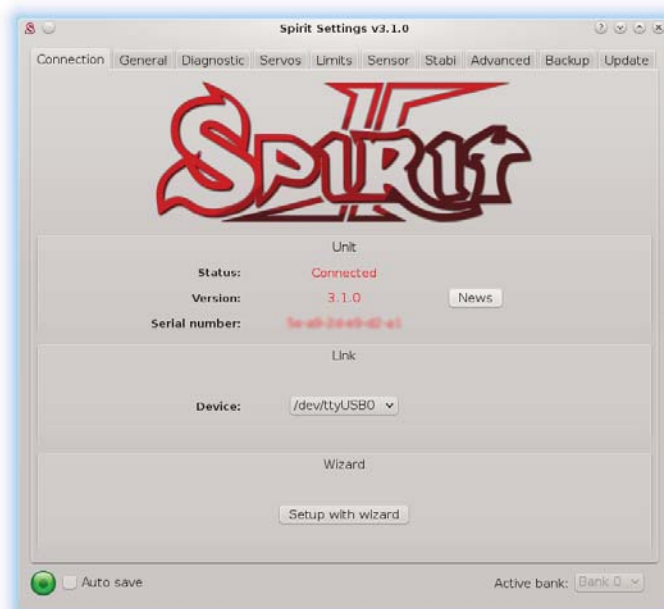 Spirit Settings v3.1.0
Connection General Diagnostic Servos Limits Sensor Stabi Advanced Backup Update
Spirit
Unit
Status: Connected
Version: 3.1.0 News
Serial number:
Link
Device: /dev/ttyUSB0
Wizard
Setup with wizard
Auto save Active bank: Bank 0